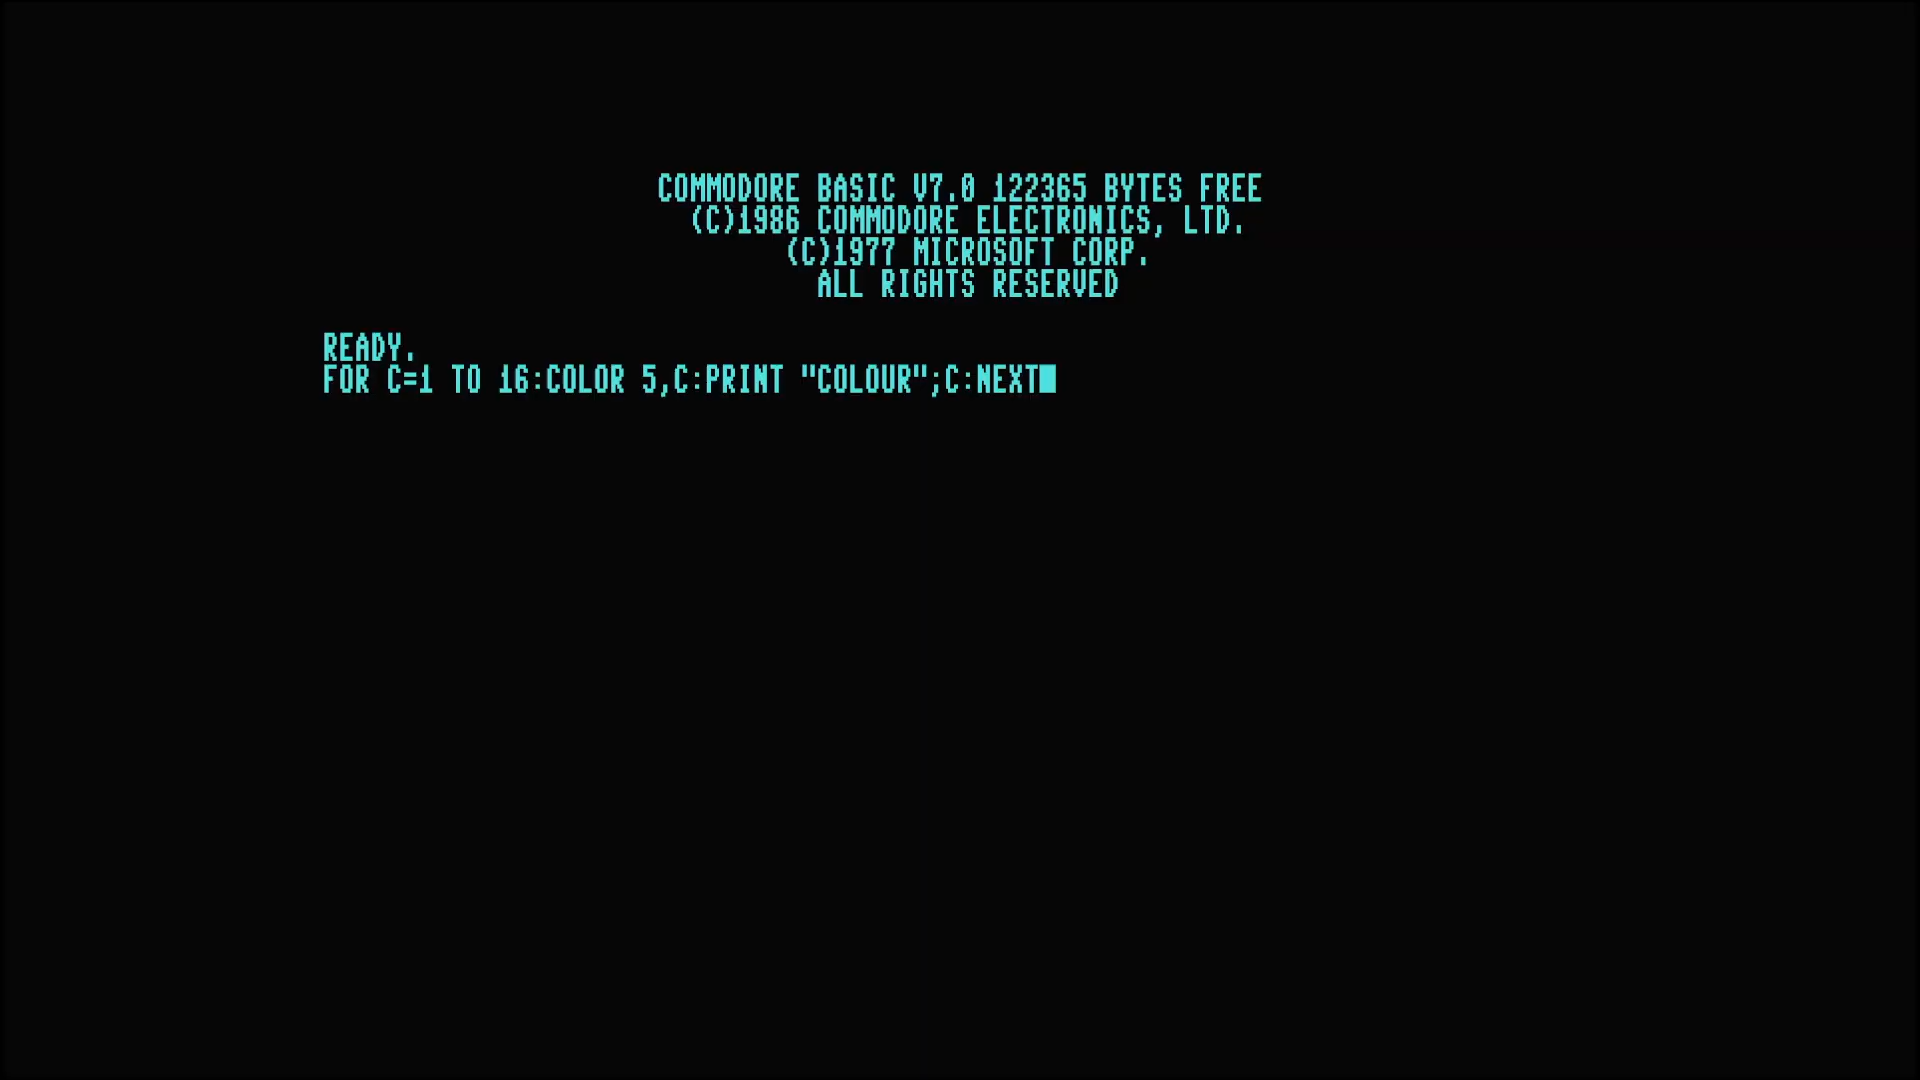 COMMODORE BASIC V7.0 122365 BYTES FREE
(C)1986 COMMODORE ELECTRONICS, LTD.
(C)1977 MICROSOFT CORP.
ALL RIGHTS RESERVED
READY.
FOR C=1 TO 16:COLOR 5,C:PRINT "COLOUR";C:NEXT